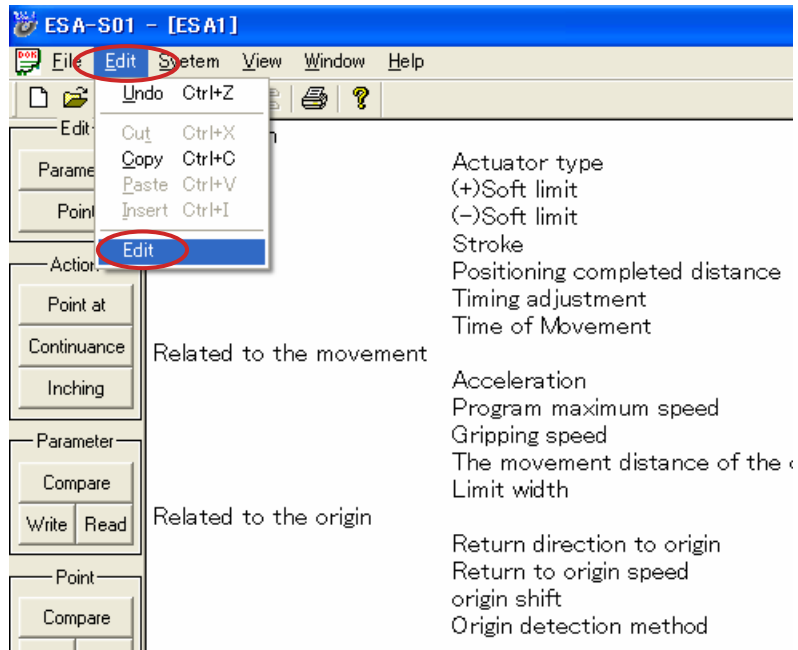 ESA-S01 - [ESA1]
File Edit System View Window Help
Undo Ctrl+Z
Edit
Cut Ctrl+X
Copy Ctrl+C
Paste Ctrl+V
Insert Ctrl+I
Edit
Action
Point at
Continuance
Inching
Parameter
Compare
Write Read
Point
Compare
Related to the movement
Related to the origin
Actuator type
(+)Soft limit
(-)Soft limit
Stroke
Positioning completed distance
Timing adjustment
Time of Movement
Acceleration
Program maximum speed
Gripping speed
The movement distance of the
Limit width
Return direction to origin
Return to origin speed
origin shift
Origin detection method